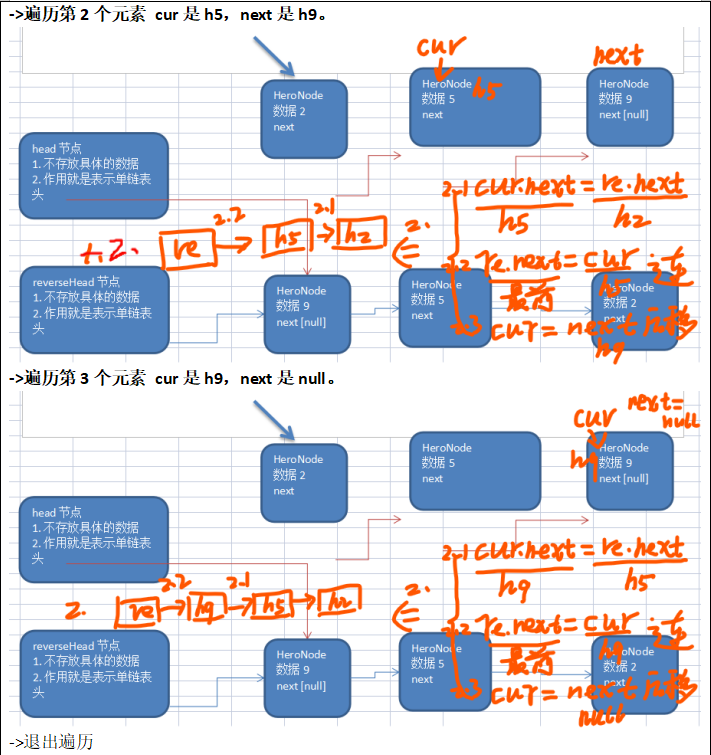 ->遍历第 2 个元素 cur 是 h5，next 是 h9。
cur
next
HeroNode
数据 2
next
HeroNode
数据 5
next
h5
HeroNode
数据 9
next [null]
head 节点
1. 不存放具体的数据
2. 作用就是表示单链表头
2.1 cur.next = re.next
h5
h2
2.
re
2.2
h5
2.1
h2
2.
re.next = cur
最前
cur = next 后移
h9
reverseHead 节点
1. 不存放具体的数据
2. 作用就是表示单链表头
HeroNode
数据 9
next [null]
HeroNode
数据 5
next
HeroNode
数据 2
next
->遍历第 3 个元素 cur 是 h9，next 是 null。
cur
next=
null
HeroNode
数据 2
next
HeroNode
数据 5
next
h9
HeroNode
数据 9
next [null]
head 节点
1. 不存放具体的数据
2. 作用就是表示单链表头
2.1 cur.next = re.next
h9
h5
2.
re
2.2
h9
2.1
h5
h2
2.
re.next = cur
h9
最前
cur = next 后移
null
reverseHead 节点
1. 不存放具体的数据
2. 作用就是表示单链表头
HeroNode
数据 9
next [null]
HeroNode
数据 5
next
HeroNode
数据 2
next
->退出遍历